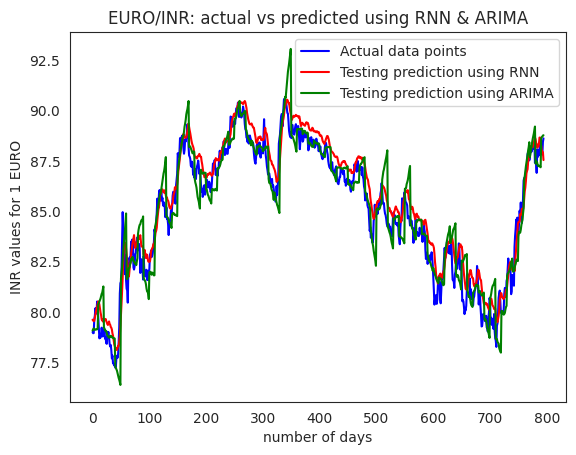 EURO/INR: actual vs predicted using RNN & ARIMA
Actual data points
Testing prediction using RNN
Testing prediction using ARIMA
INR values for 1 EURO
92.5
90.0
87.5
85.0
82.5
80.0
77.5
0 100 200 300 400 500 600 700 800
number of days